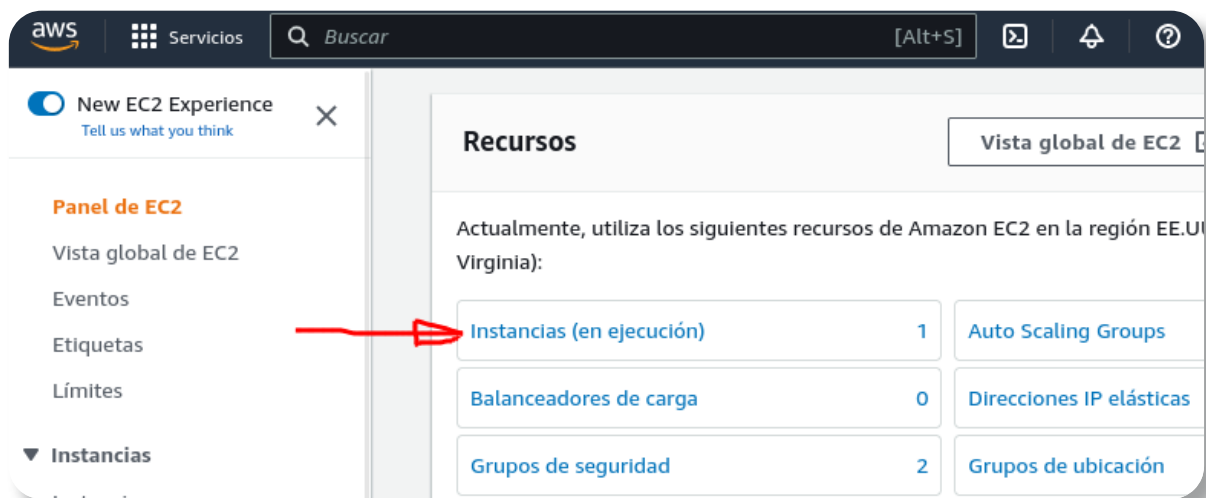 aws
Servicios
Buscar
[Alt+S]
New EC2 Experience
Tell us what you think
Panel de EC2
Vista global de EC2
Eventos
Etiquetas
Límites
Instancias
Recursos
Vista global de EC2
Actualmente, utiliza los siguientes recursos de Amazon EC2 en la región
Virginia):
Instancias (en ejecución) 1
Auto Scaling Groups
Balanceadores de carga 0
Direcciones IP elásticas
Grupos de seguridad 2
Grupos de ubicación